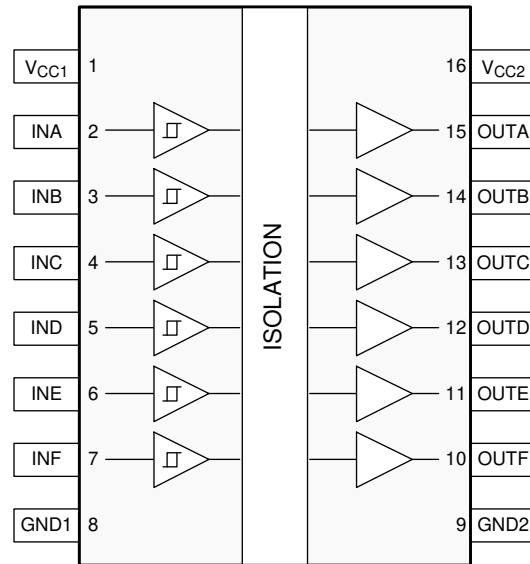 VCC1 1 16 VCC2
INA 2 15 OUTA
INB 3 14 OUTB
INC 4 13 OUTC
IND 5 12 OUTD
INE 6 11 OUTE
INF 7 10 OUTF
GND1 8 9 GND2
ISOLATION